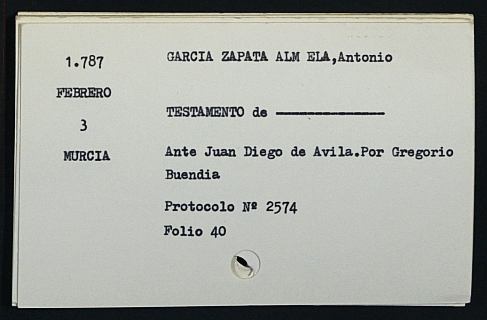 1.787
GARCIA ZAPATA ALM ELA,Antonio
FEBRERO
TESTAMENTO de ----------------
3
MURCIA
Ante Juan Diego de Avila.Por Gregorio
Buendia
Protocolo Nº 2574
Folio 40